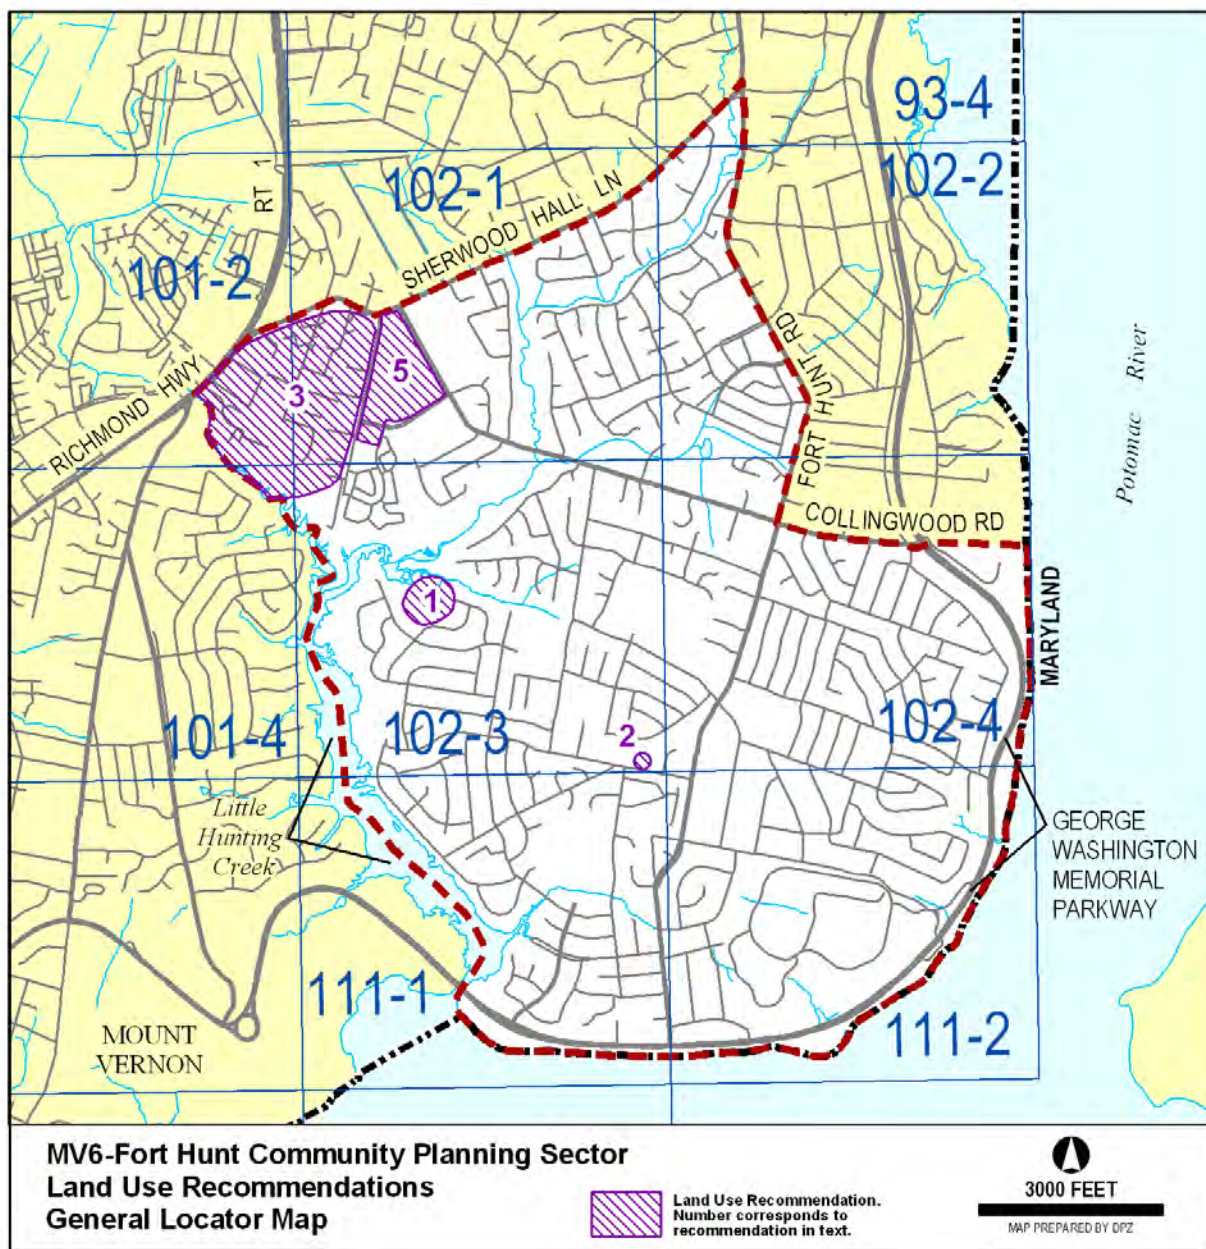 93-4
RT 1
102-1
102-2
SHERWOOD HALL LN
101-2
RICHMOND HWY
3
5
FORT HUNT RD
FORT
Potomac River
COLLINGWOOD RD
1
MARYLAND
101-4
102-3
2
102-4
Little
Hunting
Creek
GEORGE
WASHINGTON
MEMORIAL
PARKWAY
111-1
111-2
MOUNT
VERNON
MV6-Fort Hunt Community Planning Sector
Land Use Recommendations
General Locator Map
Land Use Recommendation.
Number corresponds to
recommendation in text.
3000 FEET
MAP PREPARED BY DPZ